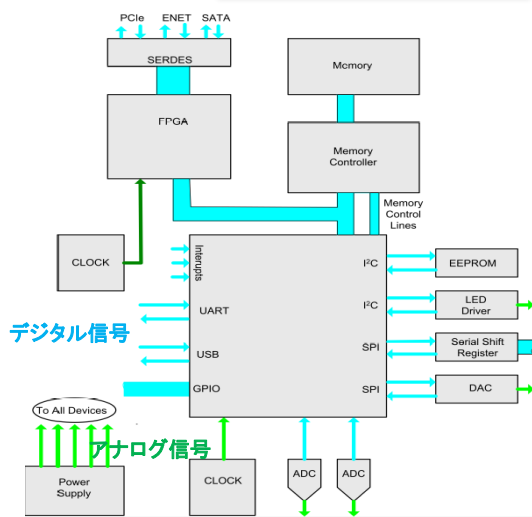 PCIe ENET SATA
SERDES
FPGA
Memory
Memory
Controller
Memory
Control
Lines
CLOCK
Interupts
I²C
EEPROM
UART
I²C
LED
Driver
デジタル信号
USB
SPI
Serial Shift
Register
GPIO
SPI
DAC
To All Devices
アナログ信号
Power
Supply
CLOCK
ADC
ADC